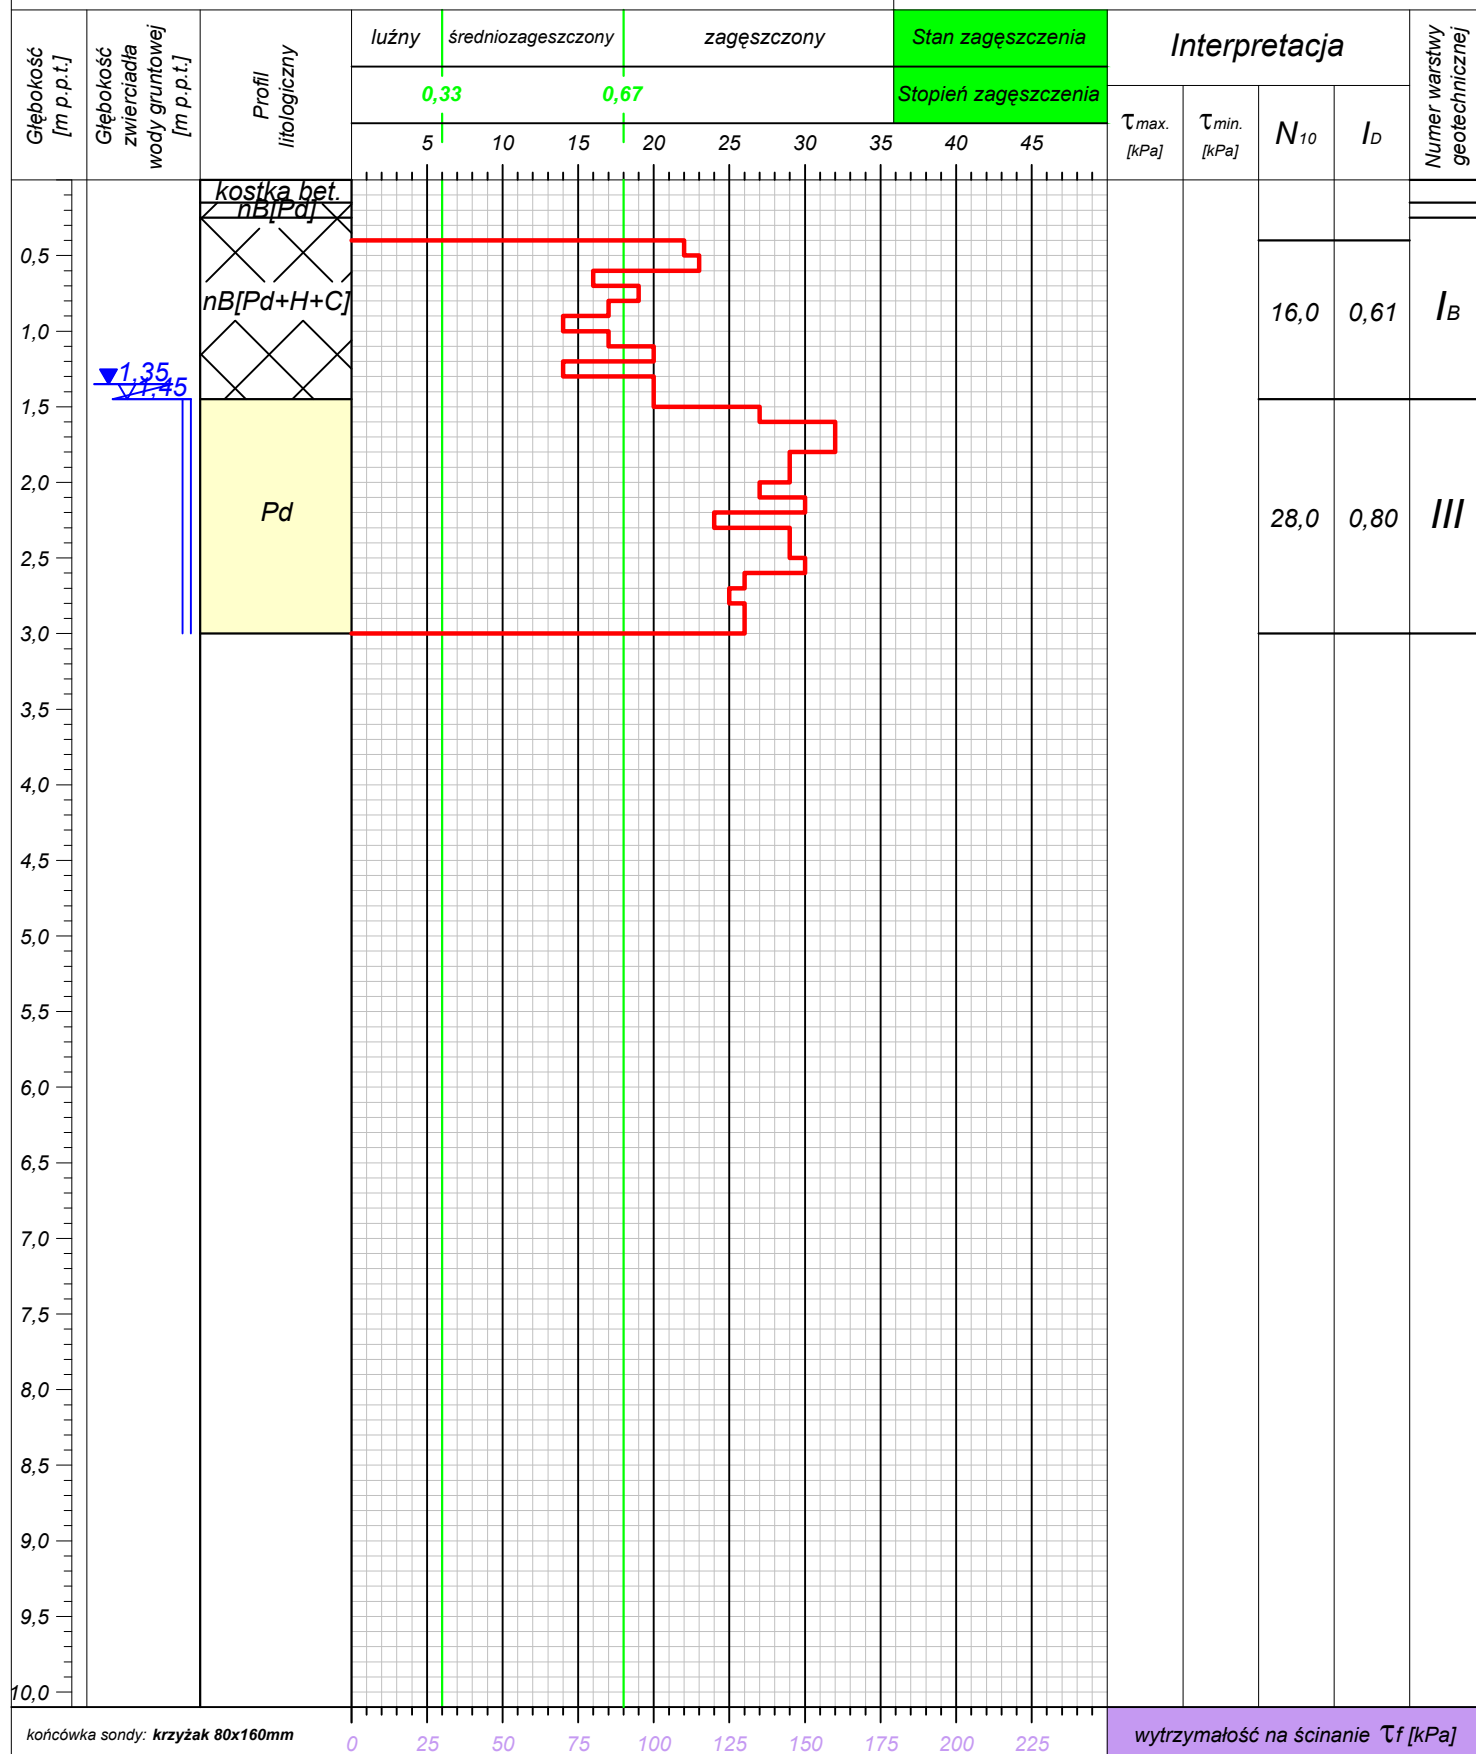 Głębokość
[m p.p.t.]
Głębokość
zwierciadła
wody gruntowej
[m p.p.t.]
Profil
litologiczny
luźny średniozageszczony zagęszczony
Stan zagęszczenia
0,33 0,67
Stopień zagęszczenia
5 10 15 20 25 30 35 40 45
Interpretacja
τmax.
[kPa]
τmin.
[kPa]
N10
ID
Numer warstwy
geotechnicznej
kostka bet.
nB[Pd]
nB[Pd+H+C]
16,0 0,61 IB
1,35
1,45
Pd
28,0 0,80 III
0,5
1,0
1,5
2,0
2,5
3,0
3,5
4,0
4,5
5,0
5,5
6,0
6,5
7,0
7,5
8,0
8,5
9,0
9,5
10,0
końcówka sondy: krzyżak 80x160mm
0 25 50 75 100 125 150 175 200 225
wytrzymałość na ścinanie τf [kPa]